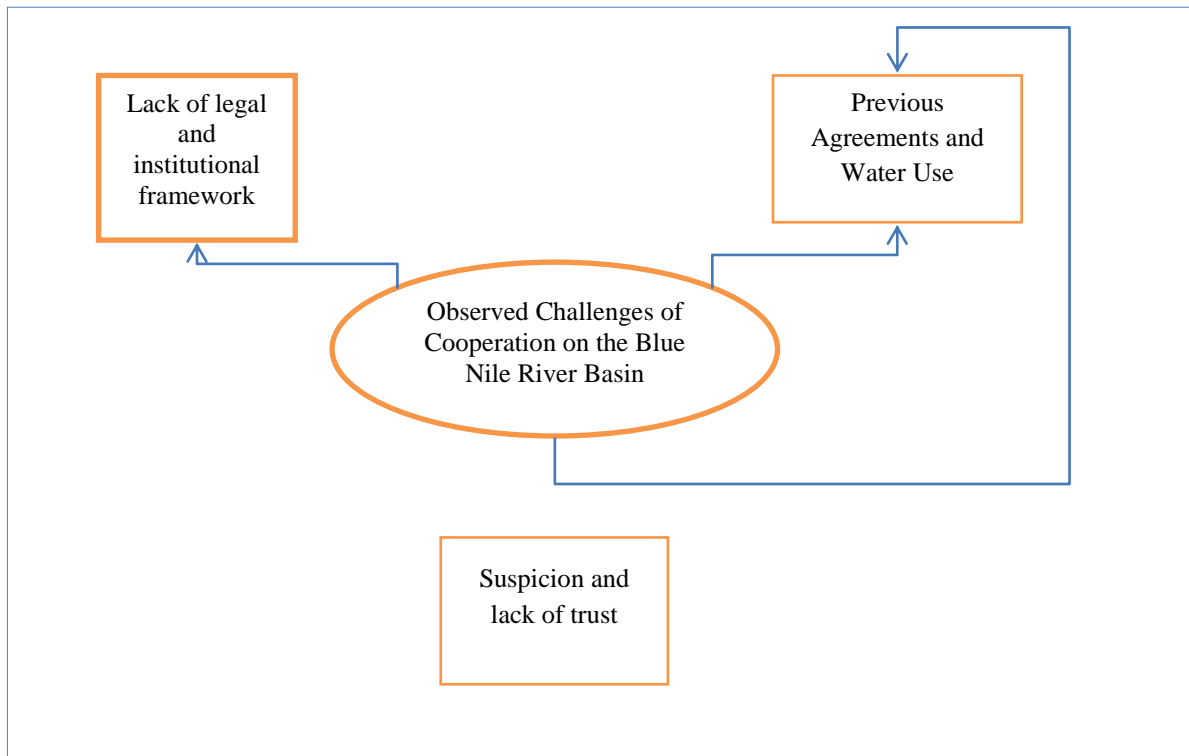 Lack of legal
and
institutional
framework
Previous
Agreements and
Water Use
Observed Challenges of
Cooperation on the Blue
Nile River Basin
Suspicion and
lack of trust